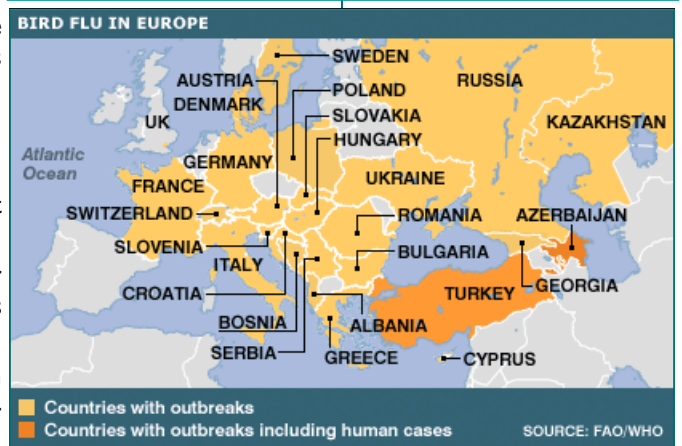 BIRD FLU IN EUROPE
SWEDEN
AUSTRIA
RUSSIA
POLAND
DENMARK
SLOVAKIA
UK
KAZAKHSTAN
HUNGARY
Atlantic
Ocean
GERMANY
UKRAINE
FRANCE
SWITZERLAND
ROMANIA
AZERBAIJAN
SLOVENIA
BULGARIA
ITALY
GEORGIA
CROATIA
TURKEY
BOSNIA
ALBANIA
SERBIA
GREECE
CYPRUS
Countries with outbreaks
Countries with outbreaks including human cases
SOURCE: FAO/WHO